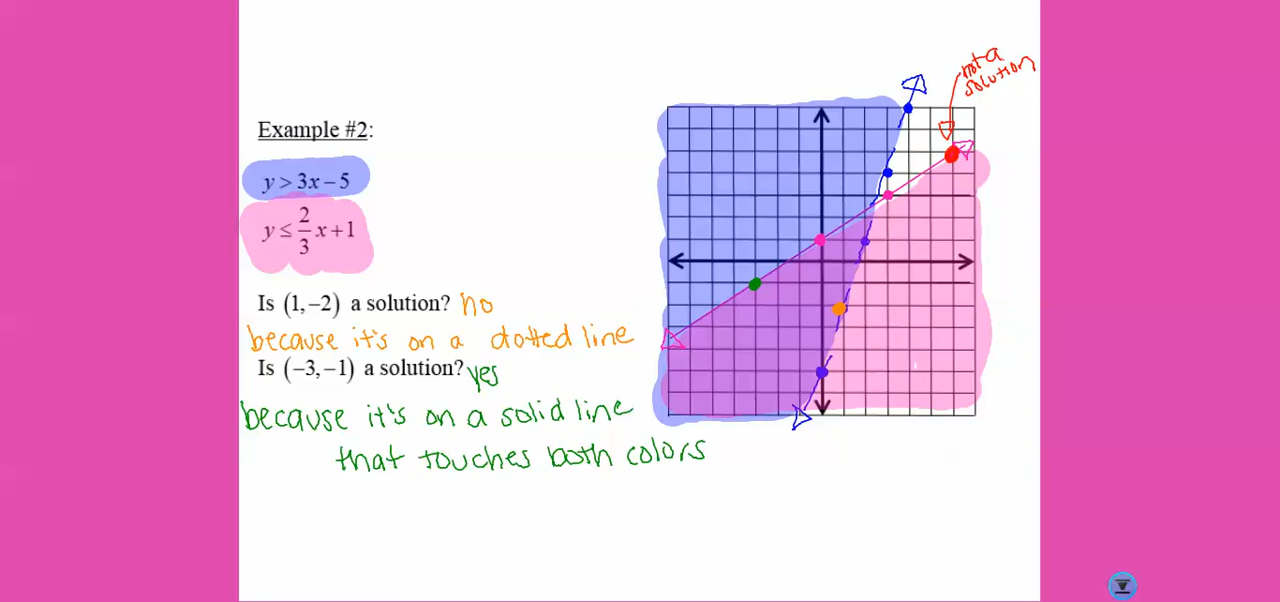 Example #2:
y > 3x − 5
y ≤ 2/3 x + 1
Is (1, −2) a solution? no
because it's on a dotted line
Is (−3, −1) a solution? yes
because it's on a solid line
that touches both colors
not a
solution